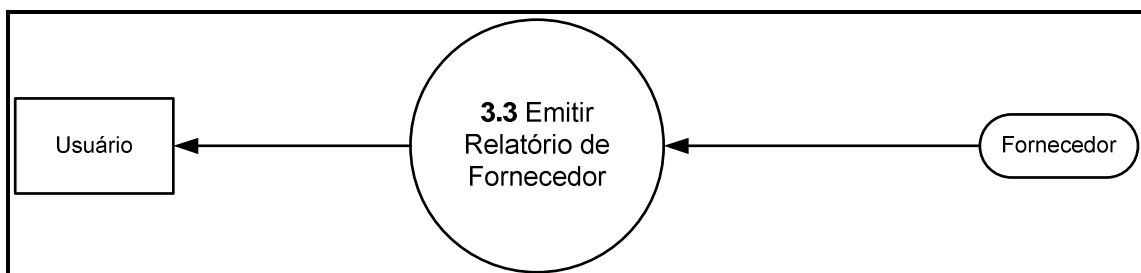 Usuário
3.3 Emitir
Relatório de
Fornecedor
Fornecedor